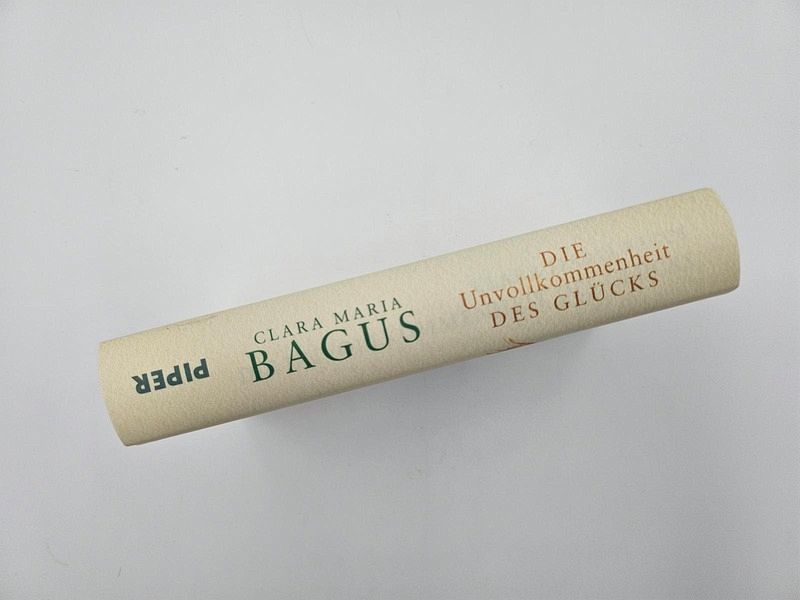 PIPER
CLARA MARIA
BAGUS
DIE
Unvollkommenheit
DES GLÜCKS